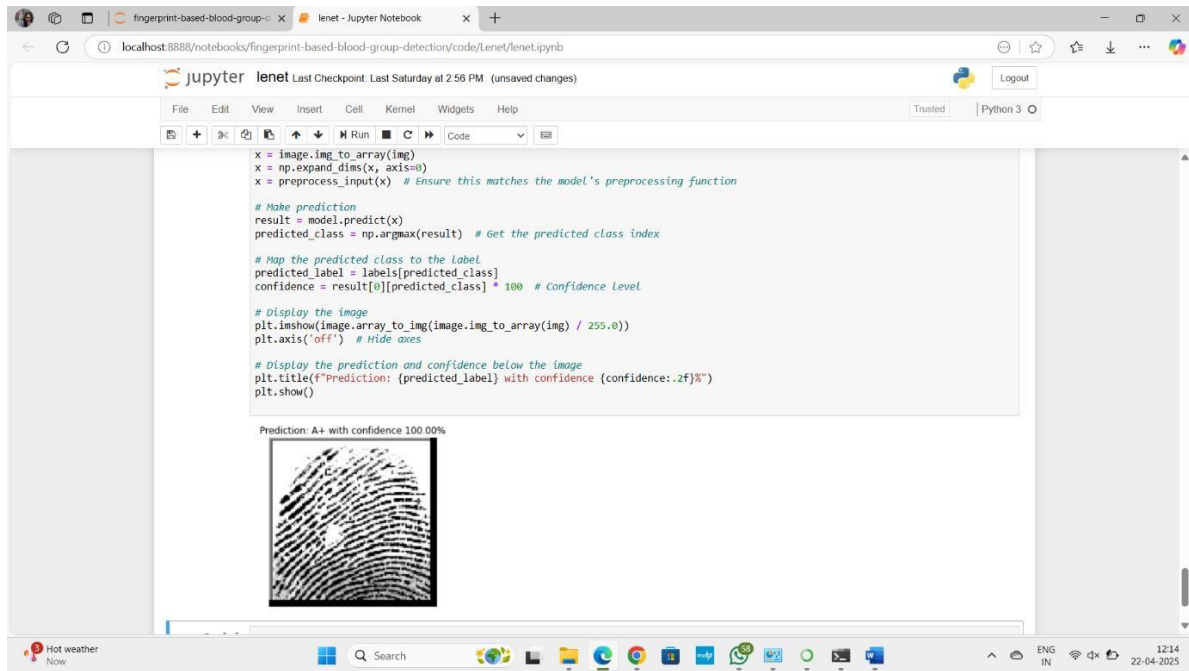 fingerprint-based-blood-group-d
lenet - Jupyter Notebook
localhost:8888/notebooks/fingerprint-based-blood-group-detection/code/Lenet/lenet.ipynb
jupyter lenet Last Checkpoint: Last Saturday at 2:56 PM (unsaved changes)
Logout
File Edit View Insert Cell Kernel Widgets Help
Trusted Python 3
Run Code
x = image.img_to_array(img)
x = np.expand_dims(x, axis=0)
x = preprocess_input(x) # Ensure this matches the model's preprocessing function
# Make prediction
result = model.predict(x)
predicted_class = np.argmax(result) # Get the predicted class index
# Map the predicted class to the label
predicted_label = labels[predicted_class]
confidence = result[0][predicted_class] * 100 # Confidence level
# Display the image
plt.imshow(image.array_to_img(image.img_to_array(img) / 255.0))
plt.axis('off') # Hide axes
# Display the prediction and confidence below the image
plt.title(f"Prediction: {predicted_label} with confidence {confidence:.2f}%")
plt.show()
Prediction: A+ with confidence 100.00%
3
Hot weather
Now
Search
58
ENG
IN
12:14
22-04-2025